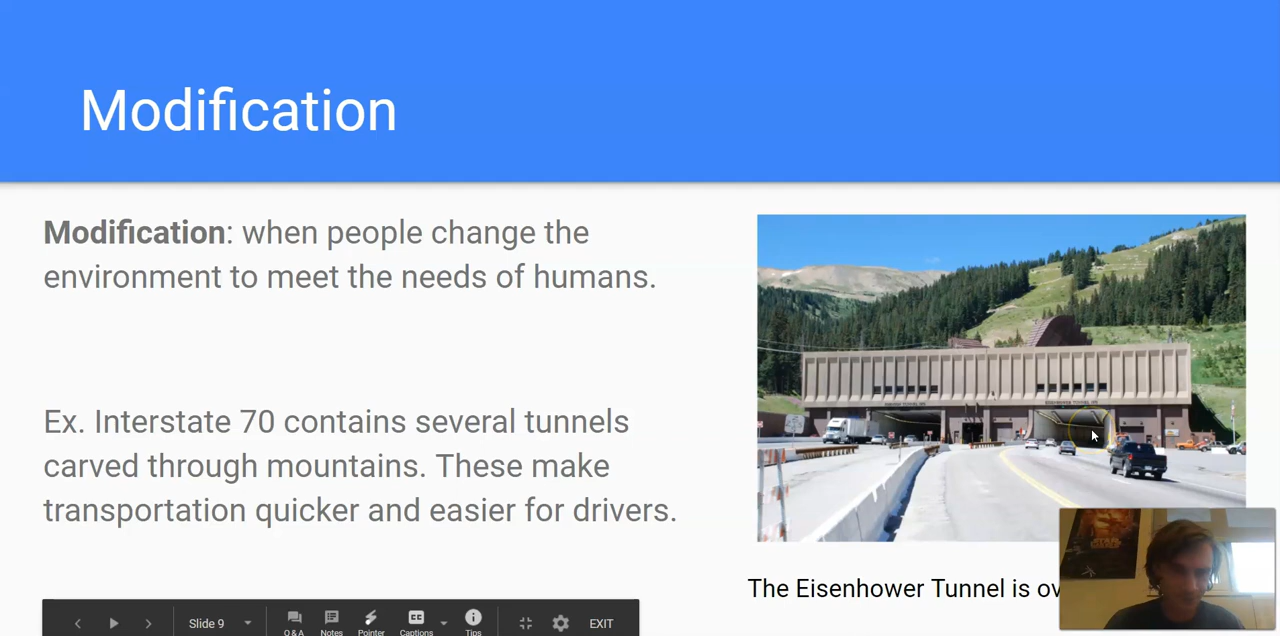 Modification
Modification: when people change the
environment to meet the needs of humans.
Ex. Interstate 70 contains several tunnels
carved through mountains. These make
transportation quicker and easier for drivers.
The Eisenhower Tunnel is ov
Slide 9
Q & A
Notes
Pointer
Captions
Tips
EXIT
STAR
WARS